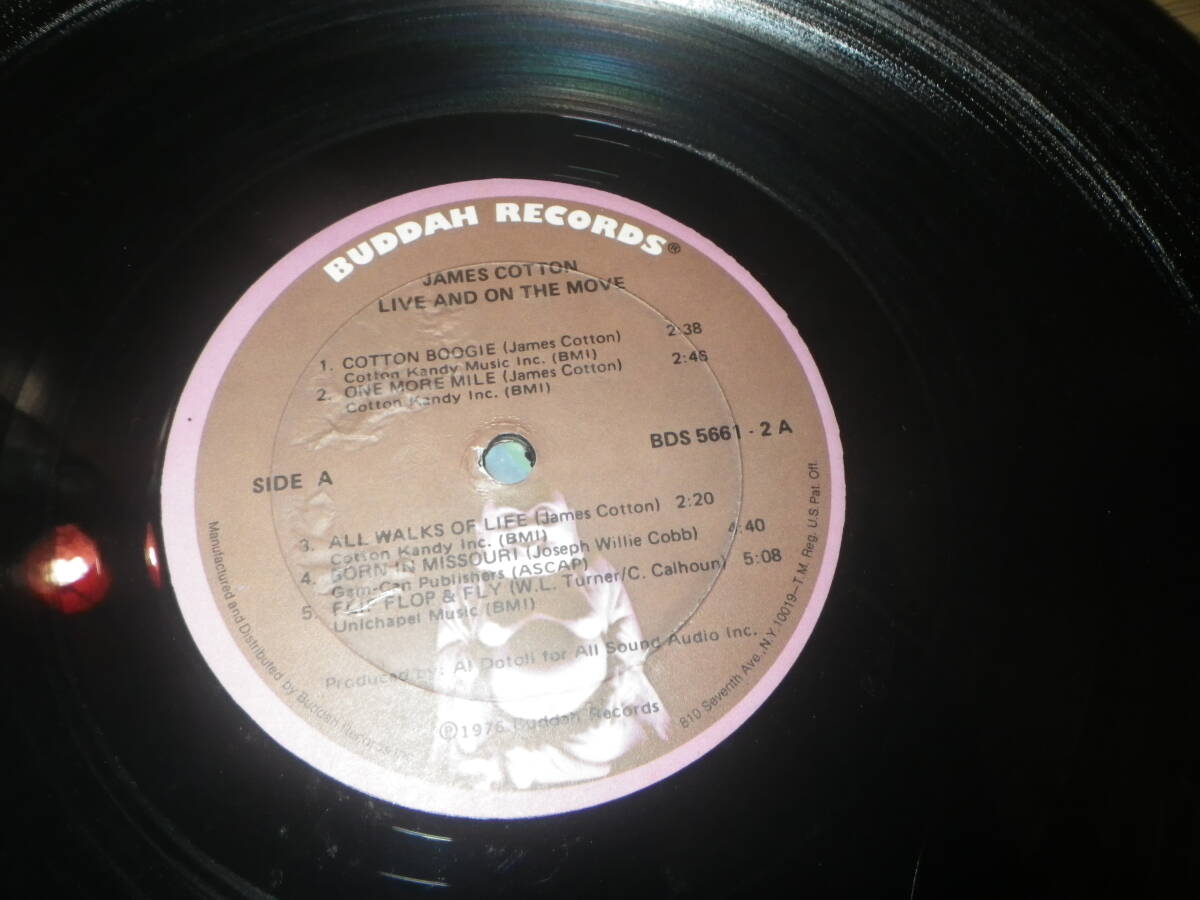 BUDDAH RECORDS®
JAMES COTTON
LIVE AND ON THE MOVE
1. COTTON BOOGIE (James Cotton) 2:38
Cotton Kandy Music Inc. (BMI)
2. ONE MORE MILE (James Cotton) 2:46
Cotton Kandy Inc. (BMI)
BDS 5661 - 2 A
SIDE A
3. ALL WALKS OF LIFE (James Cotton) 2:20
Cotton Kandy Inc. (BMI)
4. BORN IN MISSOURI (Joseph Willie Cobb) 4:40
Publishers (ASCAP)
5. FLIP FLOP & FLY (W.L. Turner/C. Calhoun) 5:08
Unichapel Music (BMI)
Produced by: Al Dotoli for All Sound Audio Inc.
℗1976 Buddah Records
Manufactured and Distributed by Buddah Records
810 Seventh Ave., N.Y. 10019—T.M. Reg. U.S. Pat. Off.